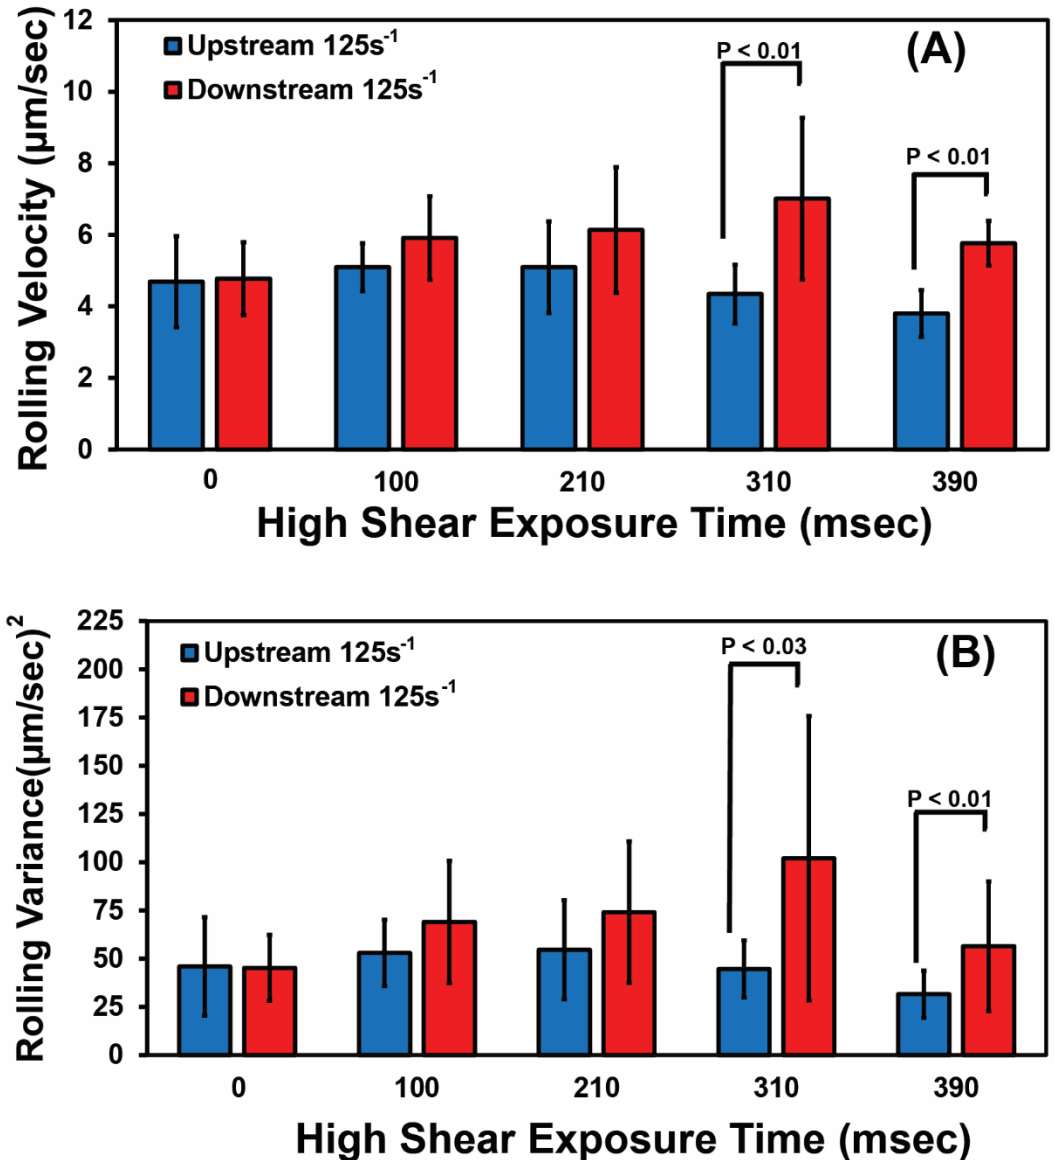 12
10
8
6
4
2
0
Rolling Velocity (µm/sec)
Upstream 125s⁻¹
Downstream 125s⁻¹
P < 0.01
(A)
P < 0.01
0 100 210 310 390
High Shear Exposure Time (msec)
225
200
175
150
125
100
75
50
25
0
Rolling Variance(µm/sec)²
Upstream 125s⁻¹
Downstream 125s⁻¹
P < 0.03
(B)
P < 0.01
0 100 210 310 390
High Shear Exposure Time (msec)